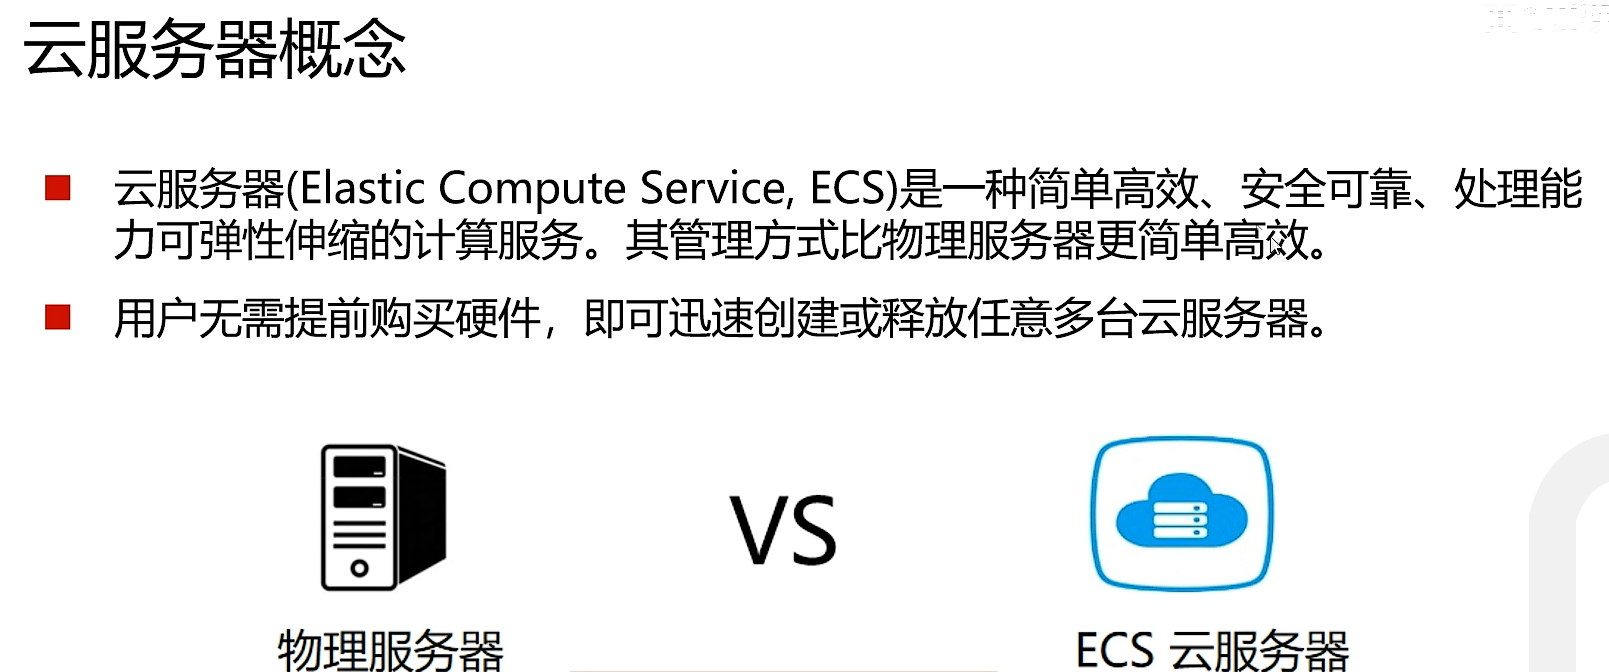 云服务器概念
云服务器(Elastic Compute Service, ECS)是一种简单高效、安全可靠、处理能
力可弹性伸缩的计算服务。其管理方式比物理服务器更简单高效。
用户无需提前购买硬件，即可迅速创建或释放任意多台云服务器。
VS
物理服务器
ECS 云服务器